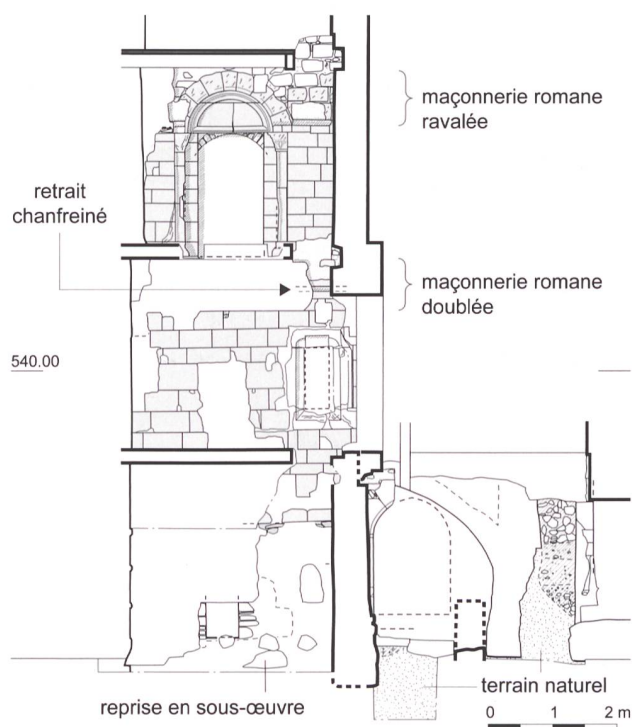 maçonnerie romane
ravalée
retrait
chanfreiné
maçonnerie romane
doublée
540.00
reprise en sous-œuvre
terrain naturel
0 1 2 m